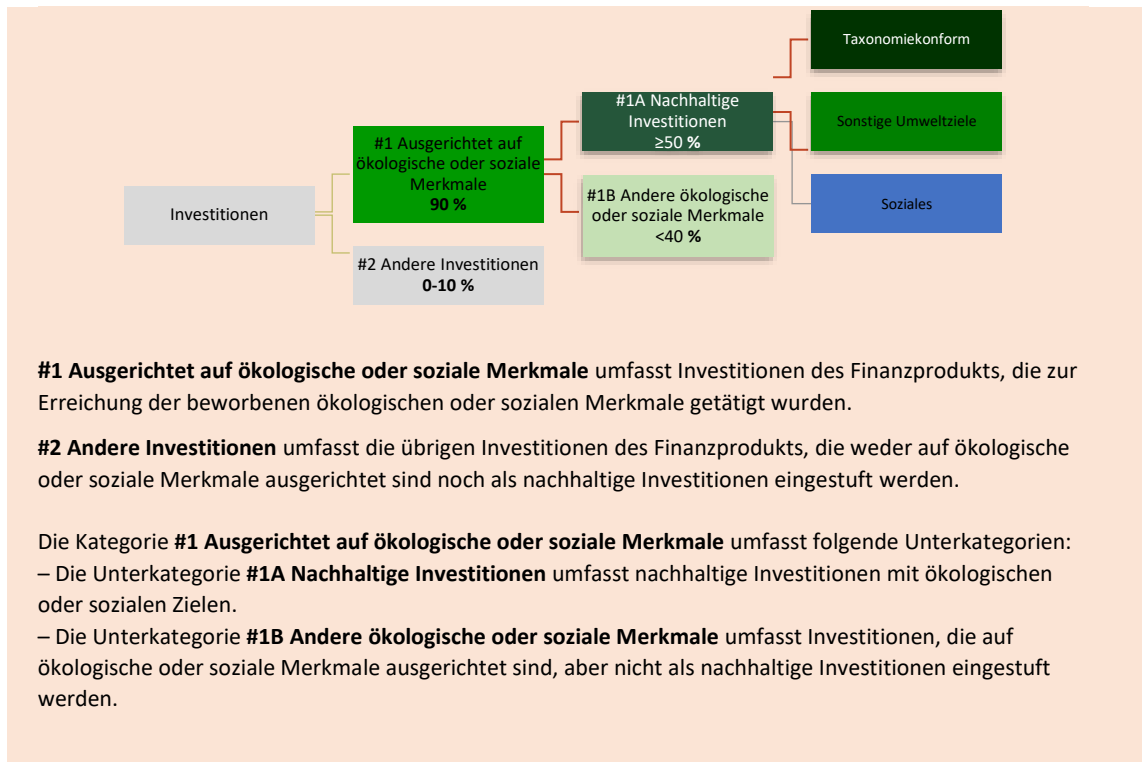 Taxonomiekonform
#1A Nachhaltige
Investitionen
≥50 %
Sonstige Umweltziele
#1 Ausgerichtet auf
ökologische oder soziale
Merkmale
90 %
#1B Andere ökologische
oder soziale Merkmale
<40 %
Soziales
Investitionen
#2 Andere Investitionen
0-10 %
#1 Ausgerichtet auf ökologische oder soziale Merkmale umfasst Investitionen des Finanzprodukts, die zur
Erreichung der beworbenen ökologischen oder sozialen Merkmale getätigt wurden.
#2 Andere Investitionen umfasst die übrigen Investitionen des Finanzprodukts, die weder auf ökologische
oder soziale Merkmale ausgerichtet sind noch als nachhaltige Investitionen eingestuft werden.
Die Kategorie #1 Ausgerichtet auf ökologische oder soziale Merkmale umfasst folgende Unterkategorien:
– Die Unterkategorie #1A Nachhaltige Investitionen umfasst nachhaltige Investitionen mit ökologischen
oder sozialen Zielen.
– Die Unterkategorie #1B Andere ökologische oder soziale Merkmale umfasst Investitionen, die auf
ökologische oder soziale Merkmale ausgerichtet sind, aber nicht als nachhaltige Investitionen eingestuft
werden.